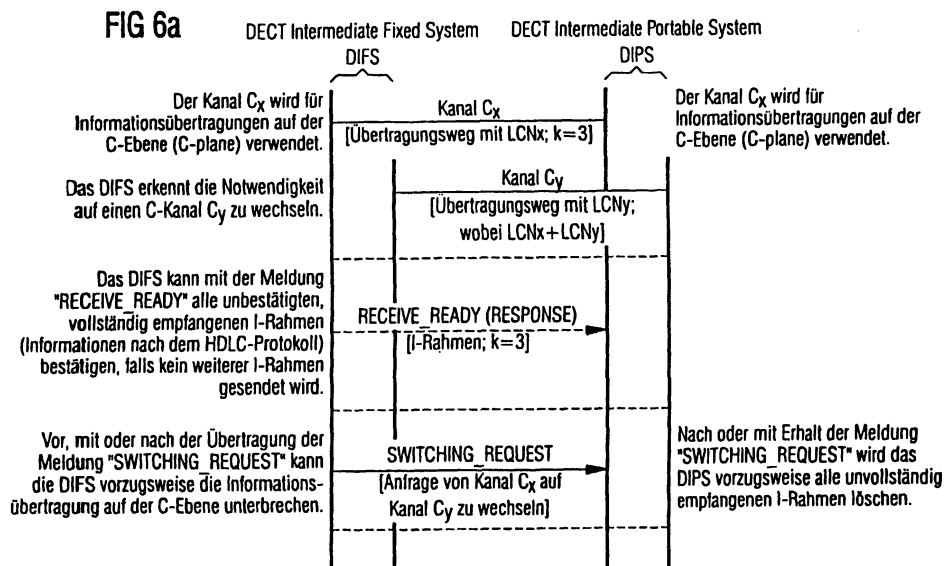 FIG 6a
DECT Intermediate Fixed System
DECT Intermediate Portable System
DIFS
DIPS
Der Kanal Cx wird für
Informationsübertragungen auf der
C-Ebene (C-plane) verwendet.
Kanal Cx
[Übertragungsweg mit LCNx; k=3]
Der Kanal Cx wird für
Informationsübertragungen auf der
C-Ebene (C-plane) verwendet.
Das DIFS erkennt die Notwendigkeit
auf einen C-Kanal Cy zu wechseln.
Kanal Cy
[Übertragungsweg mit LCNy;
wobei LCNx+LCNy]
Das DIFS kann mit der Meldung
"RECEIVE_READY" alle unbestätigten,
vollständig empfangenen I-Rahmen
(Informationen nach dem HDLC-Protokoll)
bestätigen, falls kein weiterer I-Rahmen
gesendet wird.
RECEIVE_READY (RESPONSE)
[I-Rahmen; k=3]
Vor, mit oder nach der Übertragung der
Meldung "SWITCHING_REQUEST" kann
die DIFS vorzugsweise die Informations-
übertragung auf der C-Ebene unterbrechen.
SWITCHING_REQUEST
[Anfrage von Kanal Cx auf
Kanal Cy zu wechseln]
Nach oder mit Erhalt der Meldung
"SWITCHING_REQUEST" wird das
DIPS vorzugsweise alle unvollständig
empfangenen I-Rahmen löschen.